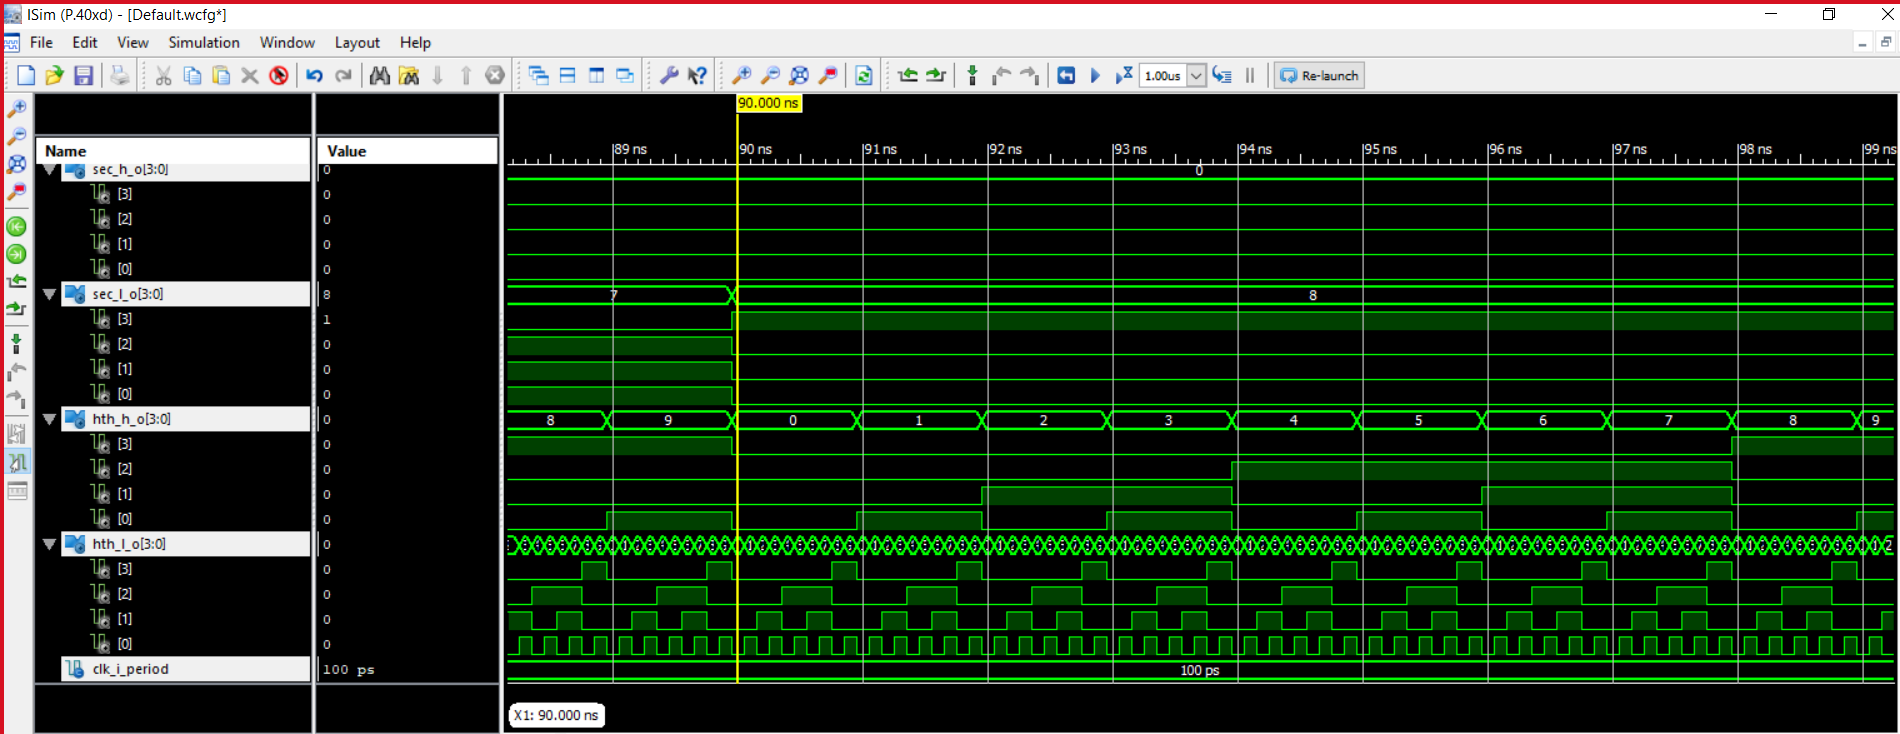 ISim (P.40xd) - [Default.wcfg*]
File Edit View Simulation Window Layout Help
1.00us Re-launch
90.000 ns
Name Value
89 ns 90 ns 91 ns 92 ns 93 ns 94 ns 95 ns 96 ns 97 ns 98 ns 99 ns
sec_h_o[3:0] 0 0
[3] 0
[2] 0
[1] 0
[0] 0
sec_l_o[3:0] 8 7 8
[3] 1
[2] 0
[1] 0
[0] 0
hth_h_o[3:0] 0 8 9 0 1 2 3 4 5 6 7 8 9
[3] 0
[2] 0
[1] 0
[0] 0
hth_l_o[3:0] 0
[3] 0
[2] 0
[1] 0
[0] 0
clk_i_period 100 ps 100 ps
X1: 90.000 ns